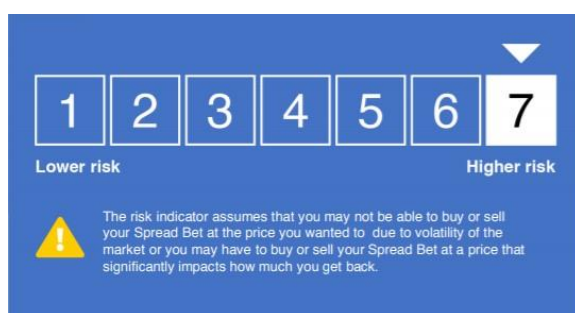 1 2 3 4 5 6 7
Lower risk Higher risk
The risk indicator assumes that you may not be able to buy or sell
your Spread Bet at the price you wanted to due to volatility of the
market or you may have to buy or sell your Spread Bet at a price that
significantly impacts how much you get back.